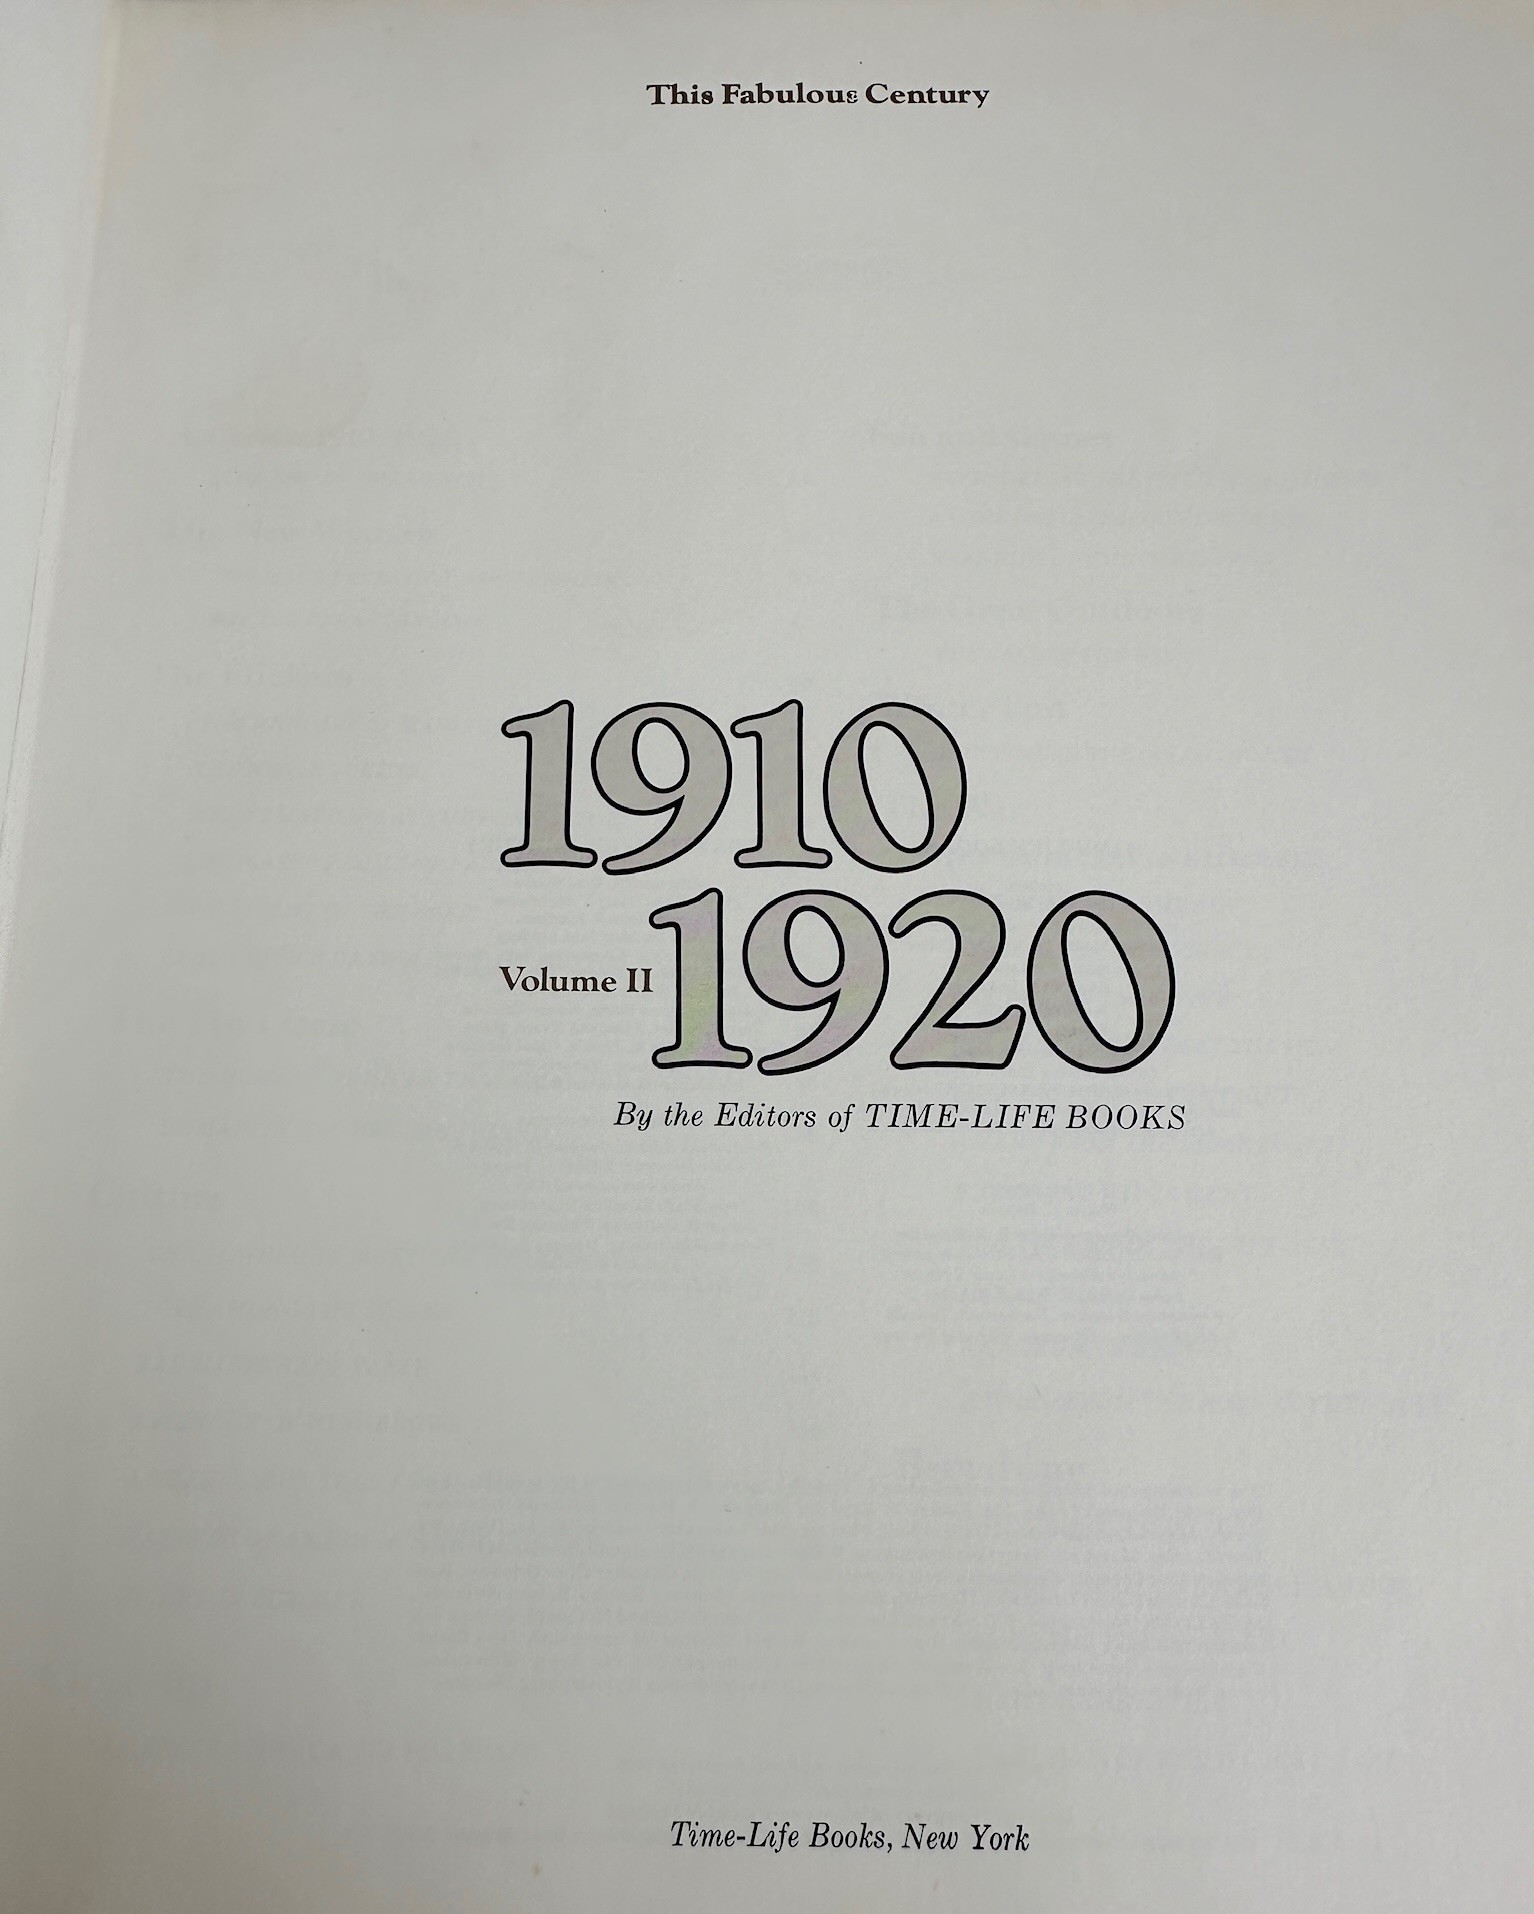 This Fabulous Century
1910
1920
Volume II
By the Editors of TIME-LIFE BOOKS
Time-Life Books, New York